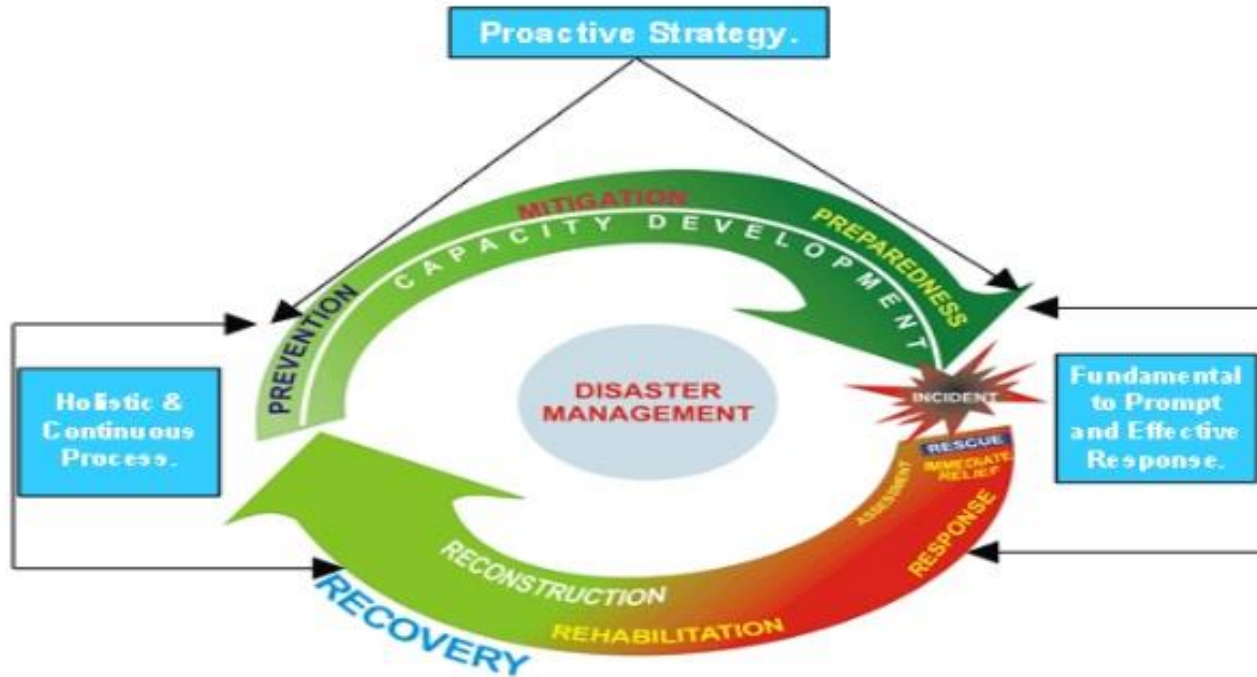 Proactive Strategy.
MITIGATION
CAPACITY DEVELOPMENT
PREPAREDNESS
PREVENTION
Holistic &
Continuous
Process.
DISASTER
MANAGEMENT
INCIDENT
Fundamental
to Prompt
and Effective
Response.
RESCUE
IMMEDIATE
RELIEF
ASSESTMENT
RESPONSE
RECONSTRUCTION
REHABILITATION
RECOVERY